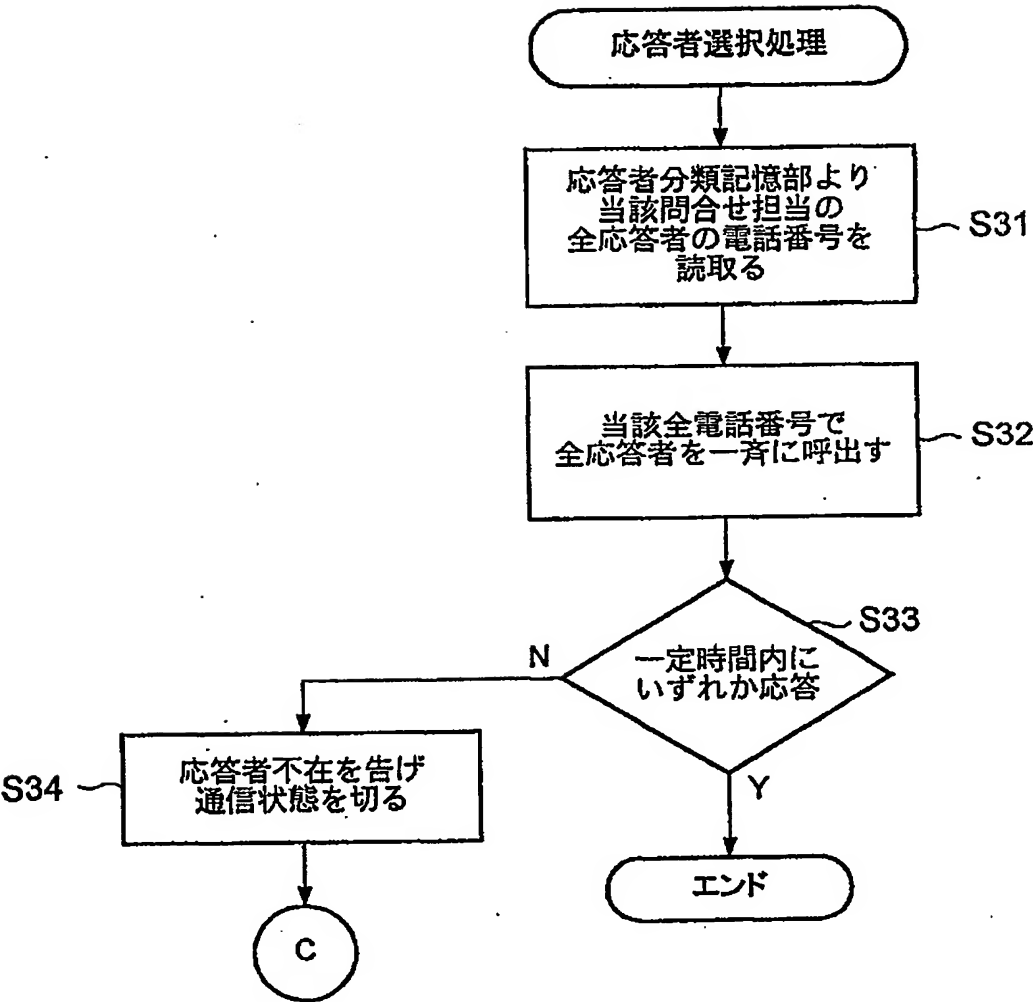 応答者選択処理
応答者分類記憶部より
当該問合せ担当の
全応答者の電話番号を
読取る
S31
当該全電話番号で
全応答者を一斉に呼出す
S32
S33
一定時間内に
いずれか応答
N
Y
S34
応答者不在を告げ
通信状態を切る
エンド
C